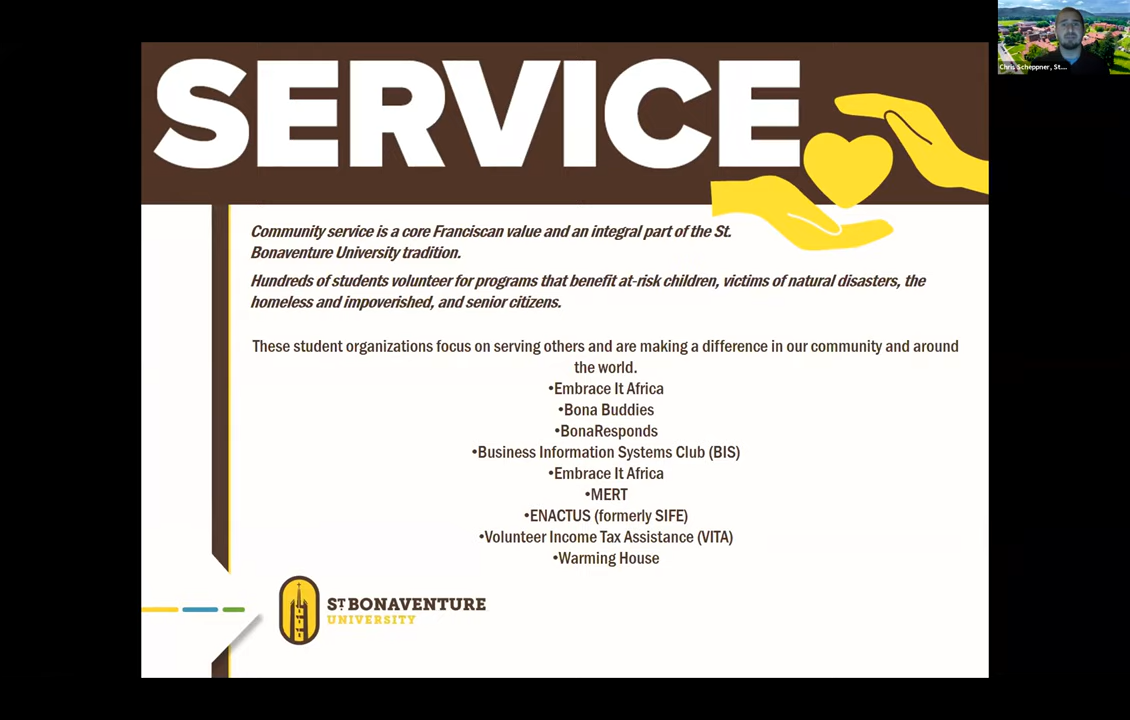 Chris Scheppner, St...
SERVICE
Community service is a core Franciscan value and an integral part of the St.
Bonaventure University tradition.
Hundreds of students volunteer for programs that benefit at-risk children, victims of natural disasters, the
homeless and impoverished, and senior citizens.
These student organizations focus on serving others and are making a difference in our community and around
the world.
•Embrace It Africa
•Bona Buddies
•BonaResponds
•Business Information Systems Club (BIS)
•Embrace It Africa
•MERT
•ENACTUS (formerly SIFE)
•Volunteer Income Tax Assistance (VITA)
•Warming House
ST BONAVENTURE
UNIVERSITY